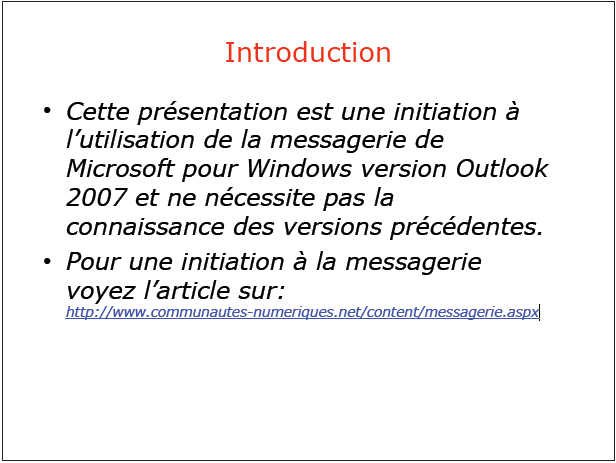 Introduction
• Cette présentation est une initiation à
l’utilisation de la messagerie de
Microsoft pour Windows version Outlook
2007 et ne nécessite pas la
connaissance des versions précédentes.
• Pour une initiation à la messagerie
voyez l’article sur:
http://www.communautes-numeriques.net/content/messagerie.aspx